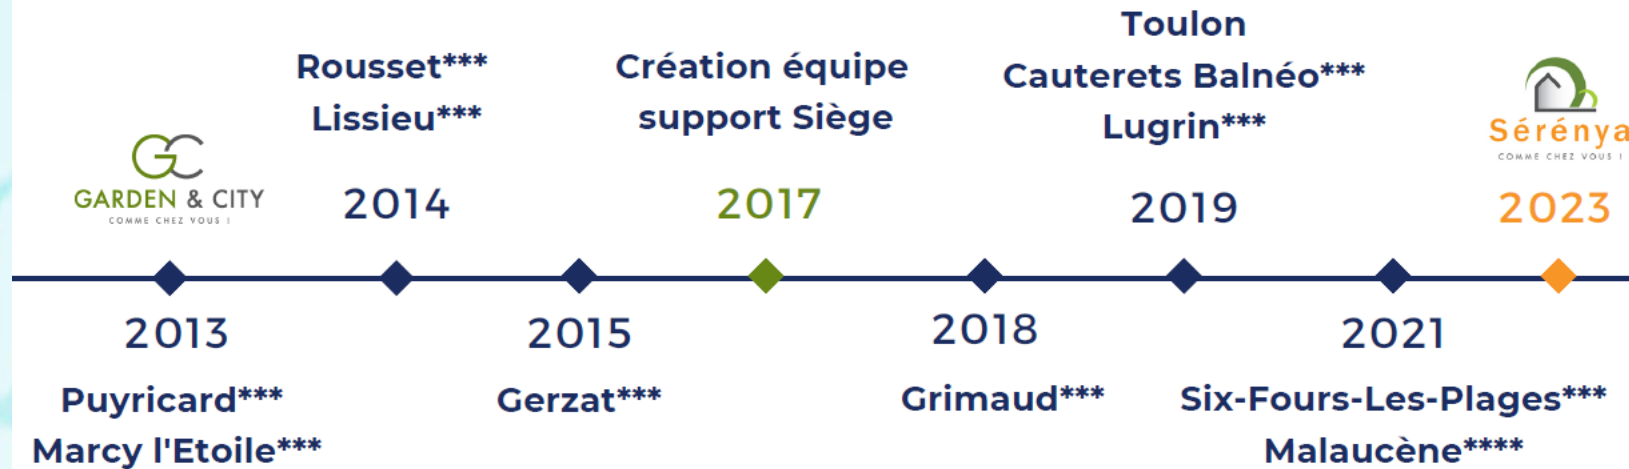 GC
GARDEN & CITY
COMME CHEZ VOUS !
2013
Puyricard***
Marcy l'Etoile***
Rousset***
Lissieu***
2014
2015
Gerzat***
Création équipe
support Siège
2017
2018
Grimaud***
Toulon
Cauterets Balnéo***
Lugrin***
2019
2021
Six-Fours-Les-Plages***
Malaucène****
Sérénya
COMME CHEZ VOUS !
2023